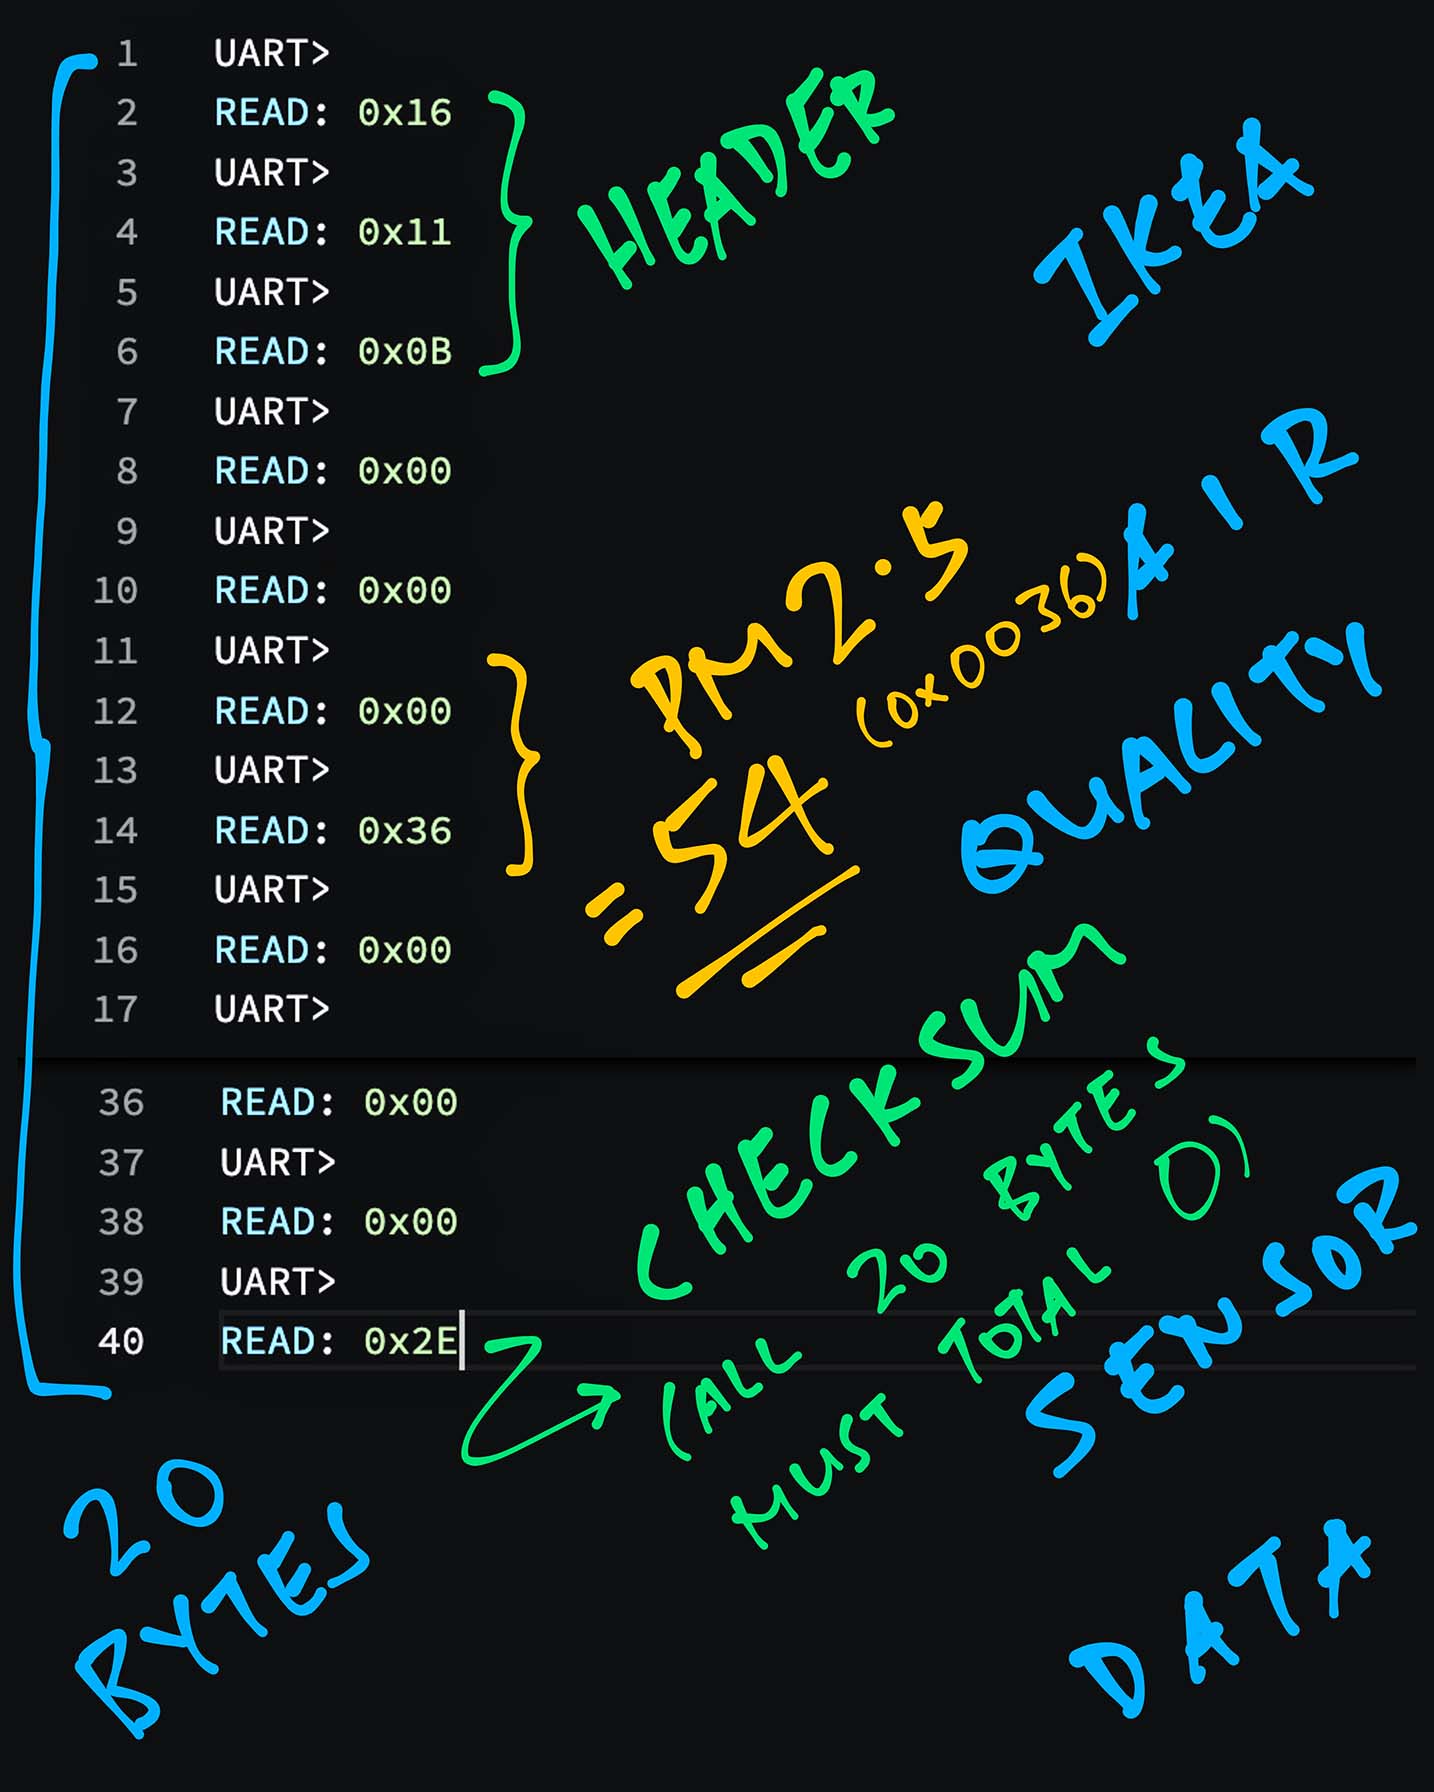 1 UART>
2 READ: 0x16
3 UART>
4 READ: 0x11
5 UART>
6 READ: 0x0B
7 UART>
8 READ: 0x00
9 UART>
10 READ: 0x00
11 UART>
12 READ: 0x00
13 UART>
14 READ: 0x36
15 UART>
16 READ: 0x00
17 UART>
36 READ: 0x00
37 UART>
38 READ: 0x00
39 UART>
40 READ: 0x2E
20
BYTES
HEADER
PM2.5
(0x0036)
= 54
CHECKSUM
(ALL 20 BYTES
MUST TOTAL 0)
IKEA
AIR
QUALITY
SENSOR
DATA